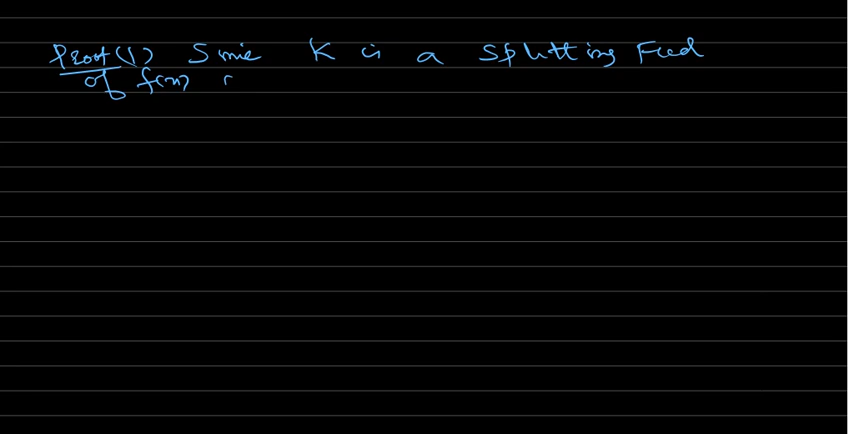 Proof (1) Since K is a Splitting Field
of f(x)